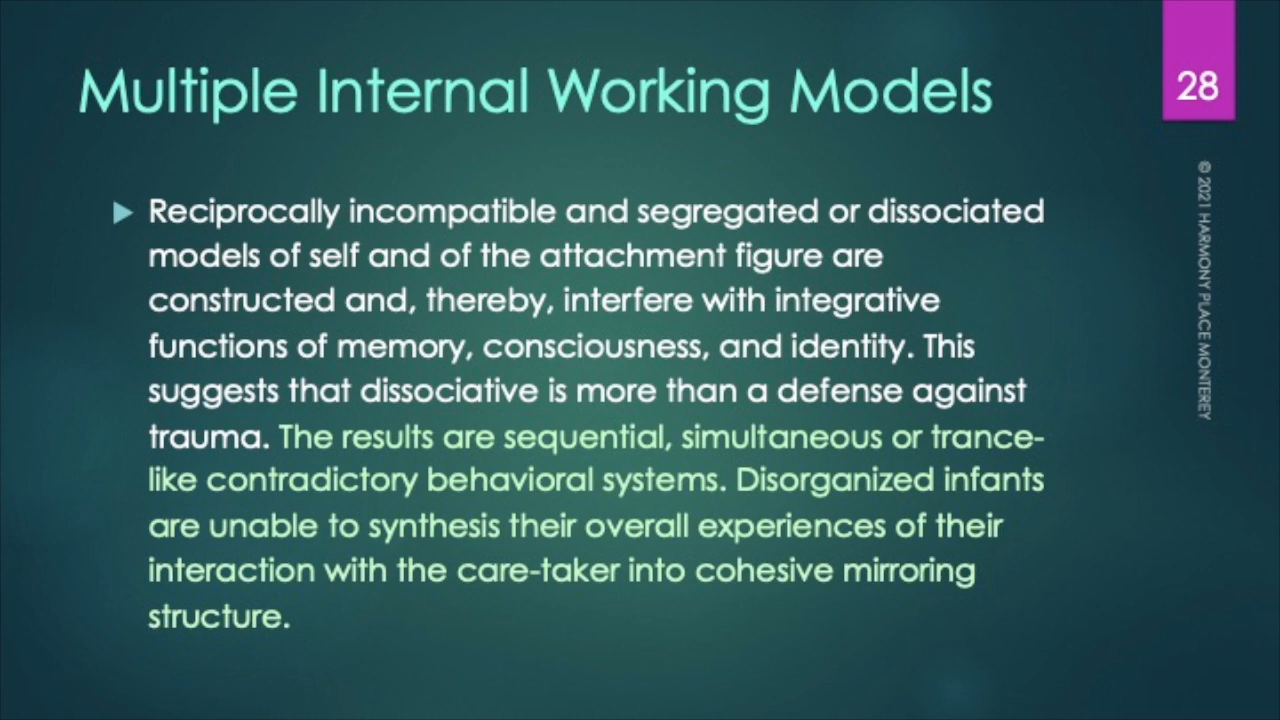 Multiple Internal Working Models
28
Reciprocally incompatible and segregated or dissociated
models of self and of the attachment figure are
constructed and, thereby, interfere with integrative
functions of memory, consciousness, and identity. This
suggests that dissociative is more than a defense against
trauma. The results are sequential, simultaneous or trance-
like contradictory behavioral systems. Disorganized infants
are unable to synthesis their overall experiences of their
interaction with the care-taker into cohesive mirroring
structure.
© 2021 HARMONY PLACE MONTEREY